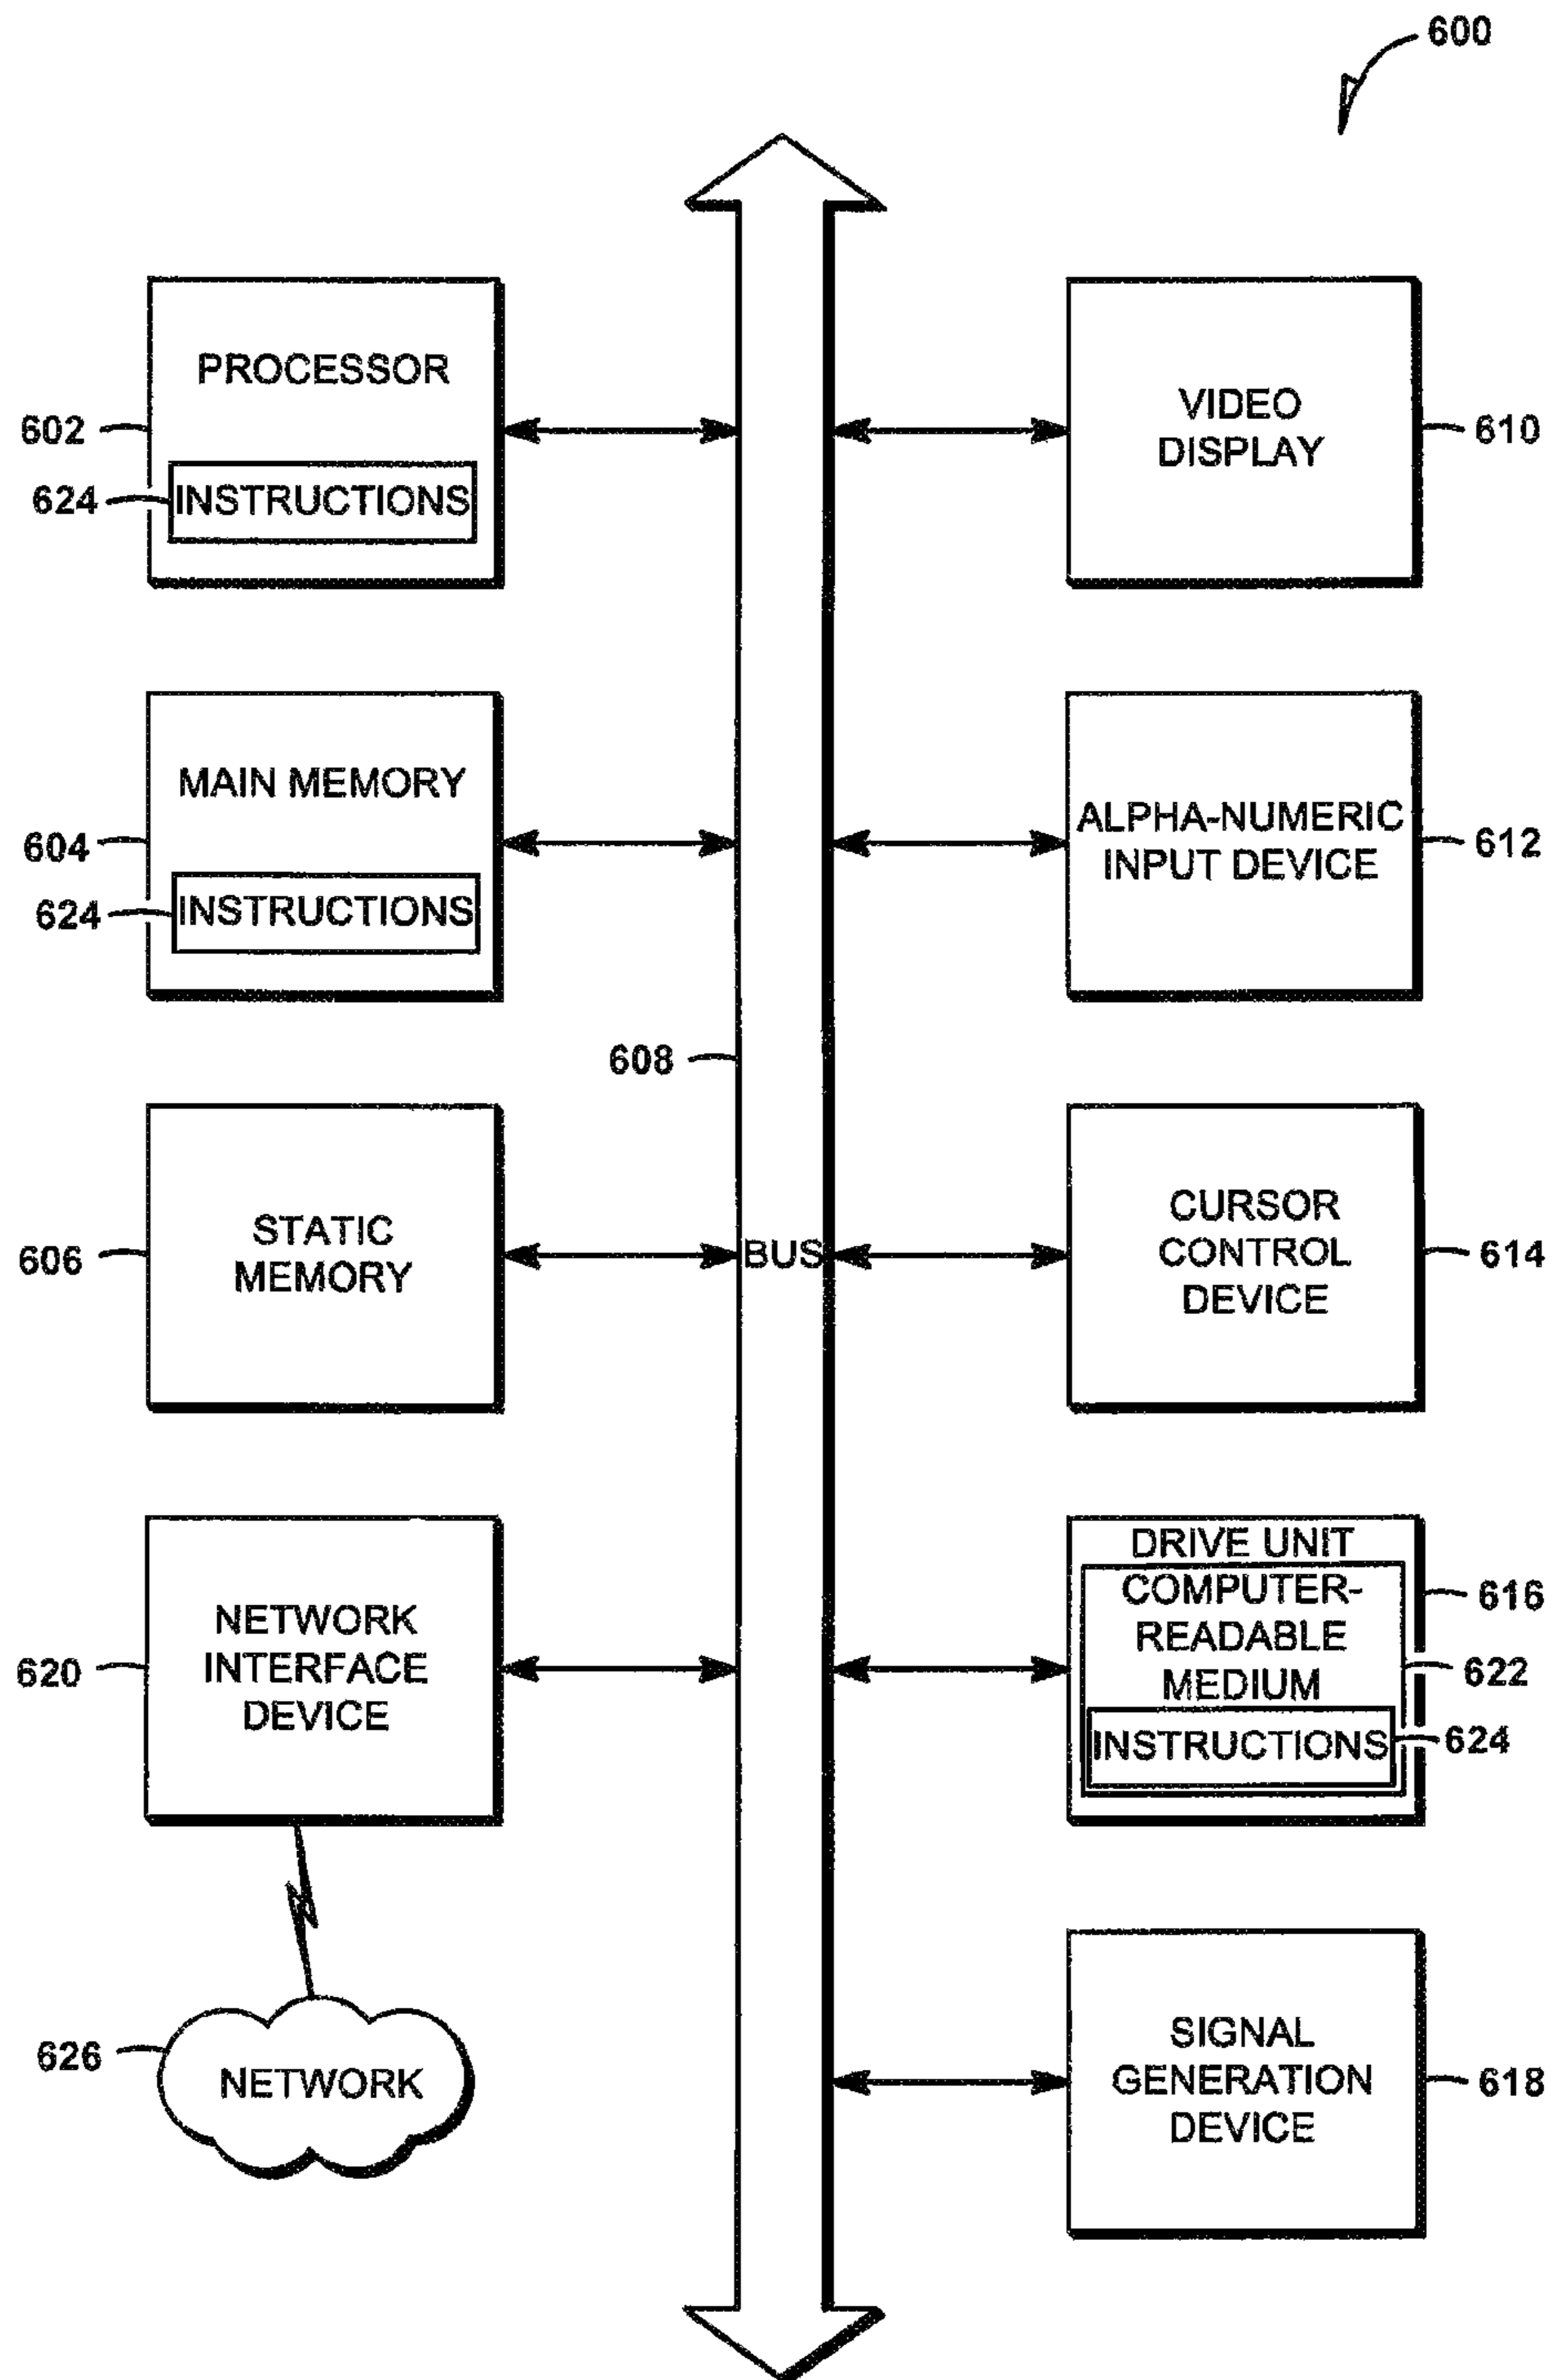 600
PROCESSOR
602
624
INSTRUCTIONS
MAIN MEMORY
604
624
INSTRUCTIONS
608
STATIC
MEMORY
606
BUS
NETWORK
INTERFACE
DEVICE
620
626
NETWORK
VIDEO
DISPLAY
610
ALPHA-NUMERIC
INPUT DEVICE
612
CURSOR
CONTROL
DEVICE
614
DRIVE UNIT
616
COMPUTER-
READABLE
MEDIUM
622
INSTRUCTIONS
624
SIGNAL
GENERATION
DEVICE
618